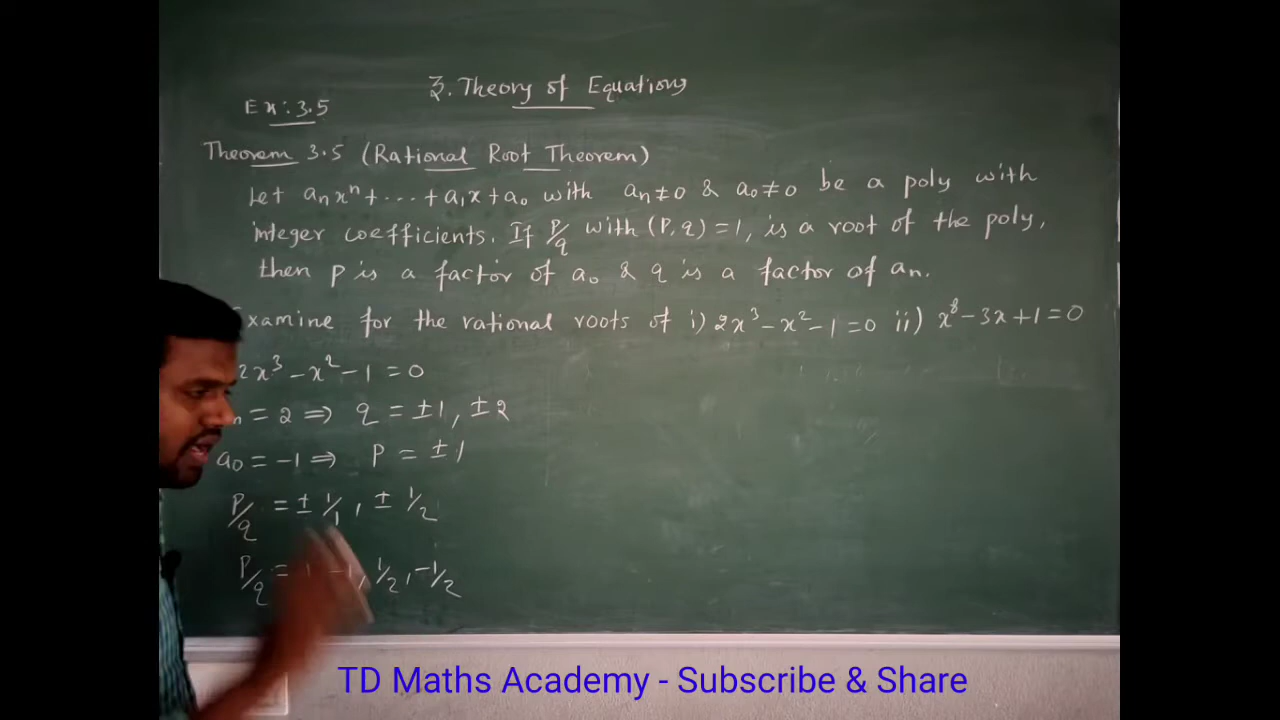 3. Theory of Equations
Ex: 3.5
Theorem 3.5 (Rational Root Theorem)
Let aₙxⁿ + ... + a₁x + a₀ with aₙ ≠ 0 & a₀ ≠ 0 be a poly with
integer coefficients. If P/q with (P, q) = 1, is a root of the poly,
then P is a factor of a₀ & q is a factor of aₙ.
Examine for the rational roots of i) 2x³ - x² - 1 = 0 ii) x⁸ - 3x + 1 = 0
2x³ - x² - 1 = 0
n = 2 ⇒ q = ±1, ±2
a₀ = -1 ⇒ P = ±1
P/q = ± 1/1, ± 1/2
P/q = 1, -1, 1/2, -1/2
TD Maths Academy - Subscribe & Share